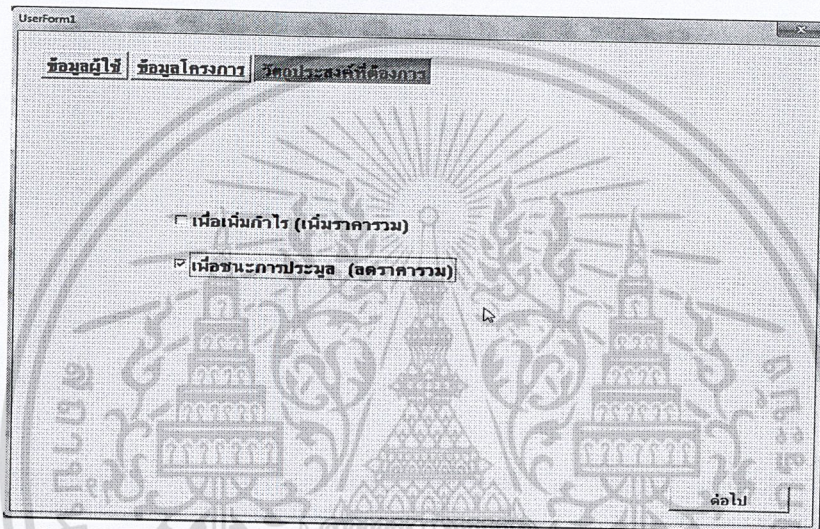 UserForm1
ข้อมูลผู้ใช้ ข้อมูลโครงการ วัตถุประสงค์ที่ต้องการ
เพื่อเพิ่มกำไร (เพิ่มราคารวม)
เพื่อชนะการประมูล (ลดราคารวม)
ต่อไป